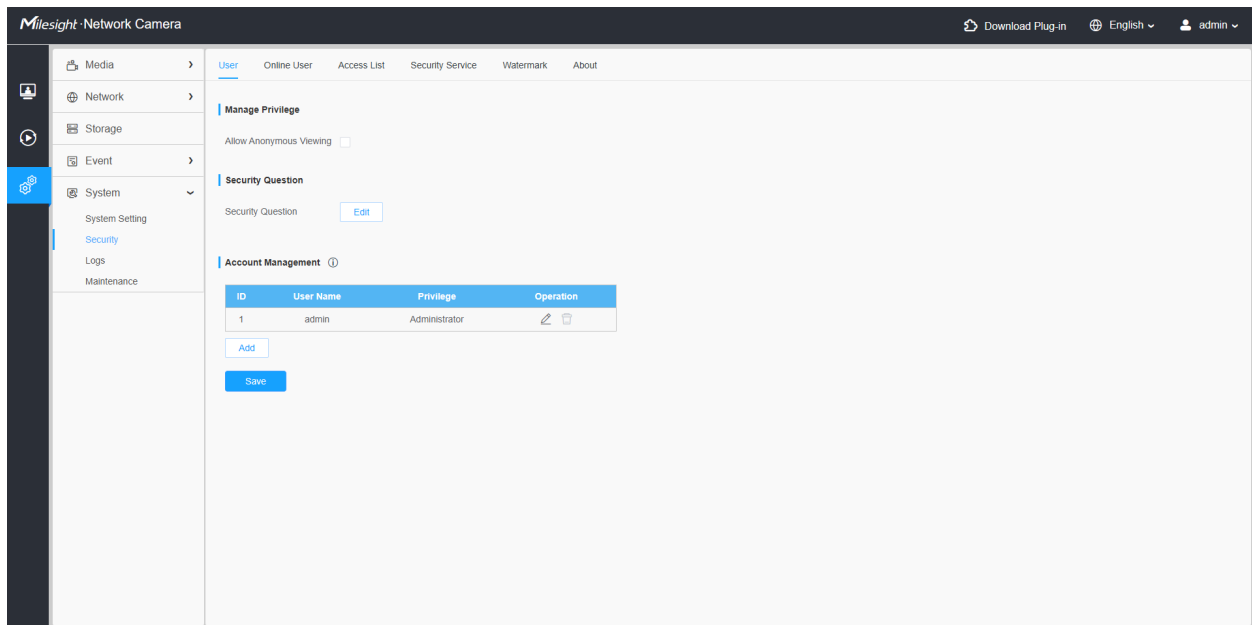 Milesight · Network Camera
Download Plug-in
English
admin
Media
Network
Storage
Event
System
System Setting
Security
Logs
Maintenance
User Online User Access List Security Service Watermark About
Manage Privilege
Allow Anonymous Viewing
Security Question
Security Question Edit
Account Management
ID User Name Privilege Operation
1 admin Administrator
Add
Save